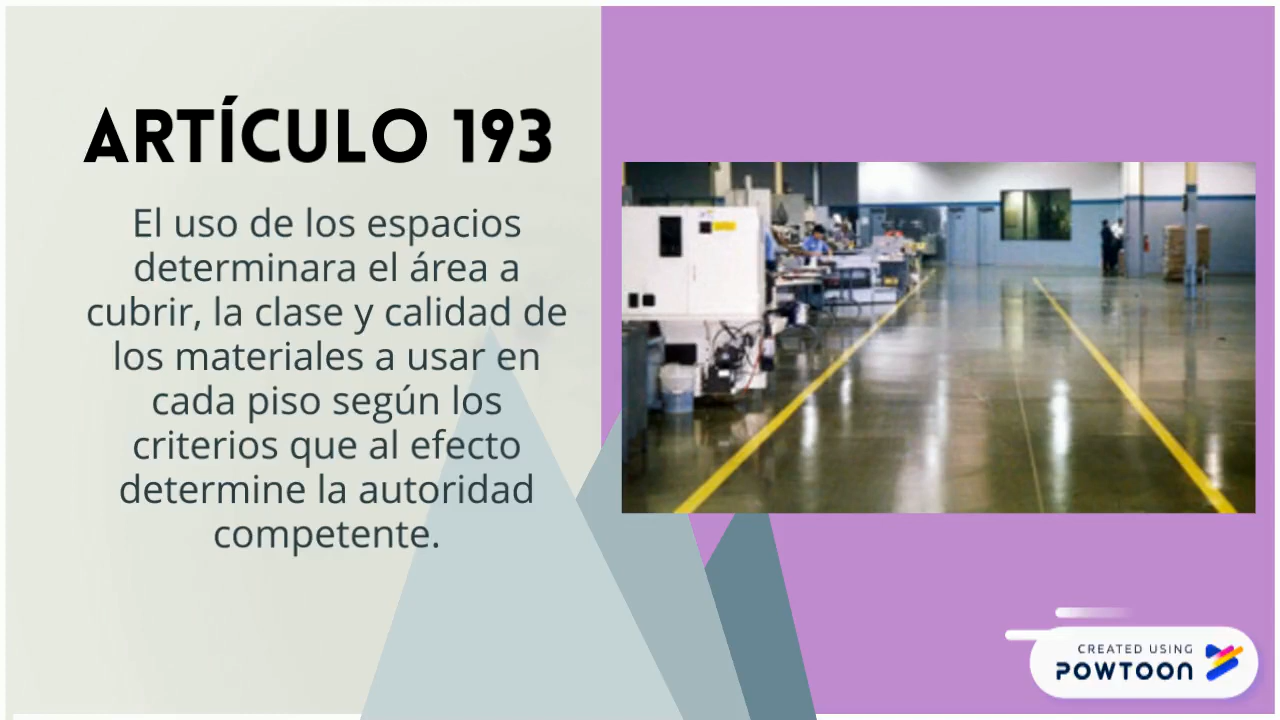 ARTÍCULO 193
El uso de los espacios
determinara el área a
cubrir, la clase y calidad de
los materiales a usar en
cada piso según los
criterios que al efecto
determine la autoridad
competente.
CREATED USING
POWTOON